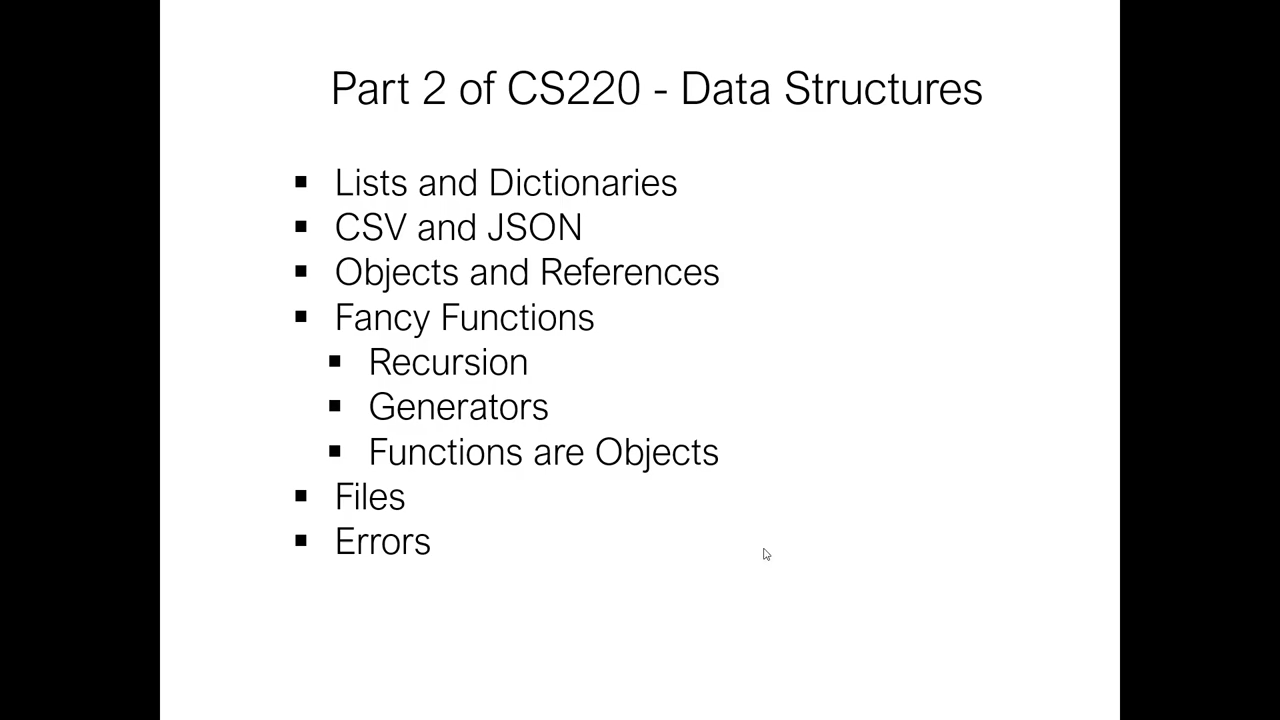 Part 2 of CS220 - Data Structures
▪ Lists and Dictionaries
▪ CSV and JSON
▪ Objects and References
▪ Fancy Functions
▪ Recursion
▪ Generators
▪ Functions are Objects
▪ Files
▪ Errors